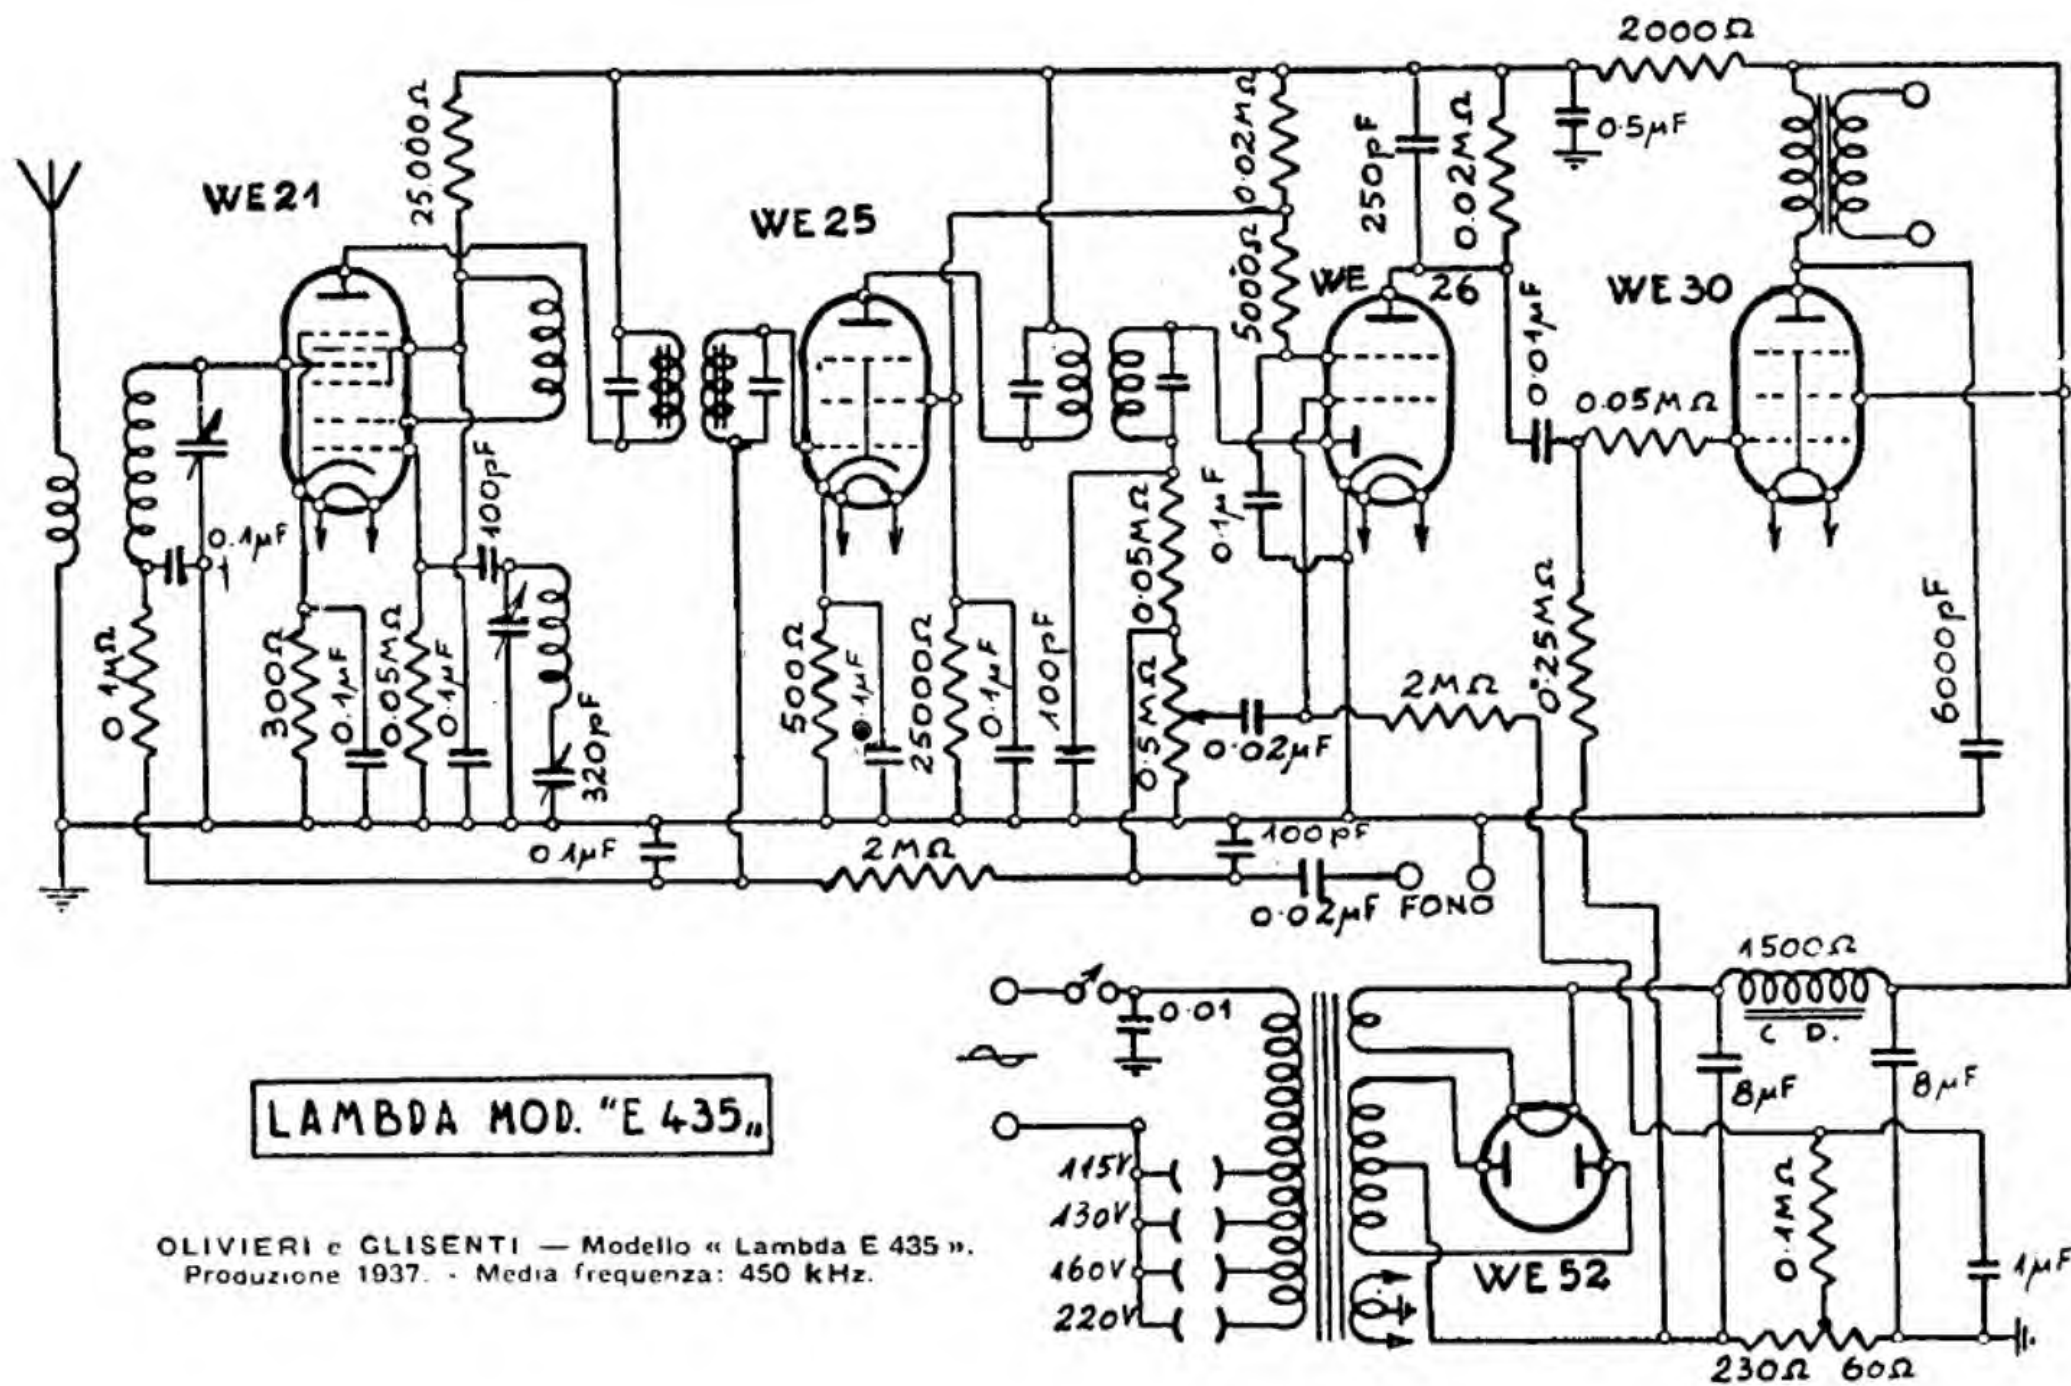 2000Ω
WE21
25.000Ω
WE25
0.02MΩ
5000Ω
250pF
0.02MΩ
0.5µF
WE 26
WE30
0.01µF
0.05MΩ
0.1µF
100pF
0.1µF
0.05MΩ
0.25MΩ
6000pF
0 1µΩ
300Ω
0.1µF
0.05MΩ
0.1µF
320pF
500Ω
1µF
25000Ω
0.1µF
100pF
0.5MΩ
0.02µF
2MΩ
0 1µF
2MΩ
100pF
0.02µF FONO
1500Ω
C D.
0.01
8µF
8µF
LAMBDA MOD. "E 435„
115V
130V
160V
220V
WE52
0.1MΩ
1µF
230Ω 60Ω
OLIVIERI e GLISENTI — Modello « Lambda E 435 ».
Produzione 1937. - Media frequenza: 450 kHz.